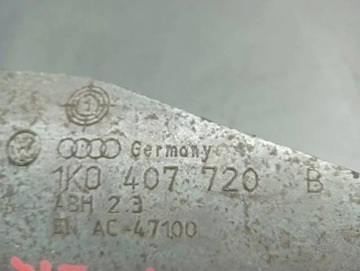 Germany
1K0 407 720 B
ABH 2.3
EN AC-47100